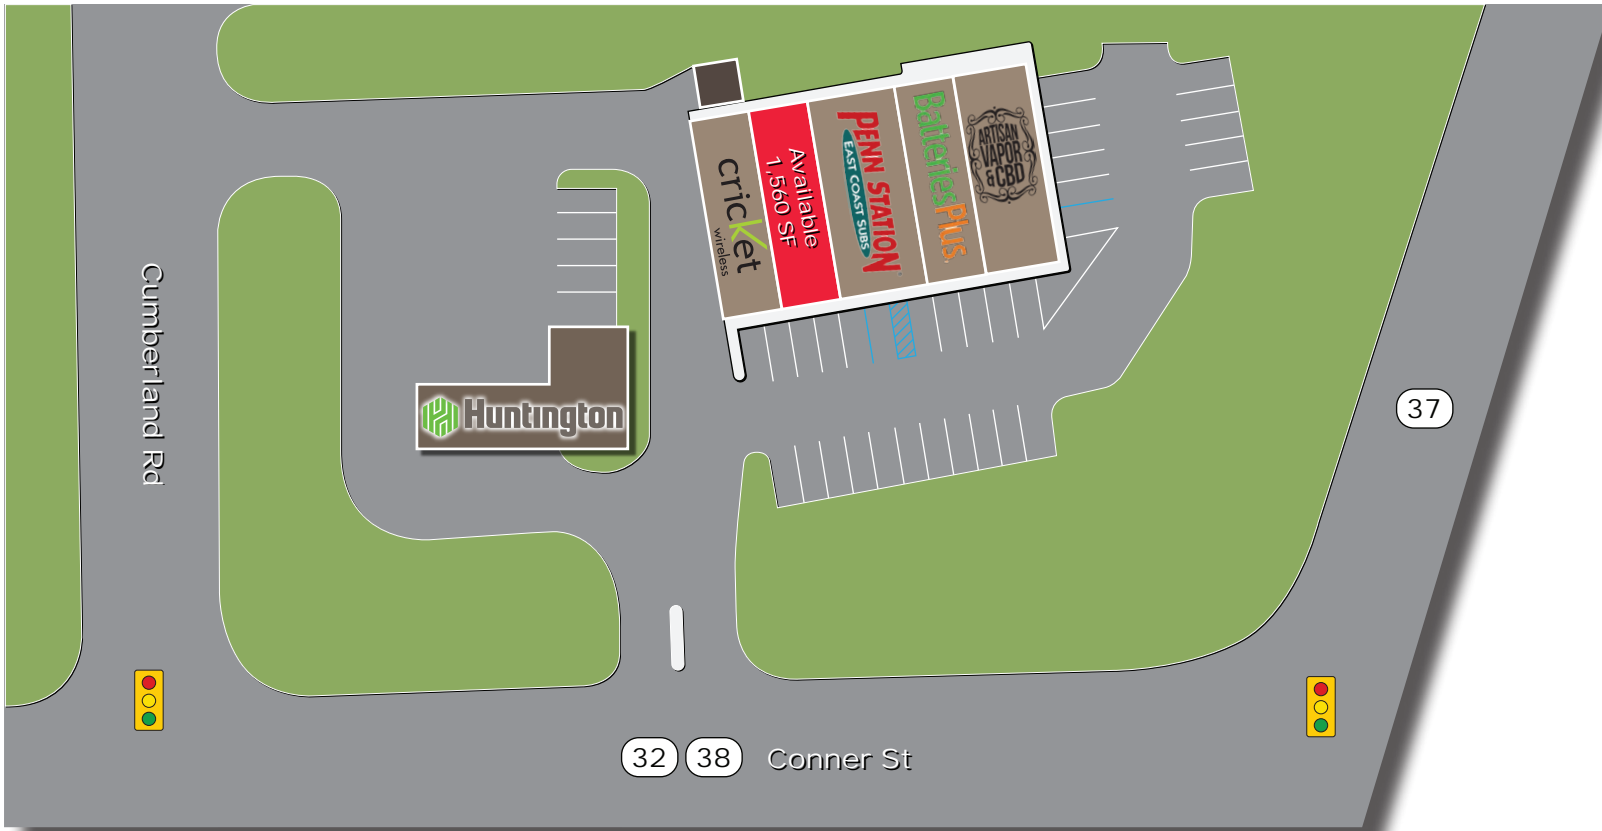 cricket
wireless
Available
1,560 SF
PENN STATION
EAST COAST SUBS
BatteriesPlus
ARTISAN
VAPOR
& CBD
Huntington
Cumberland Rd
37
32 38 Conner St